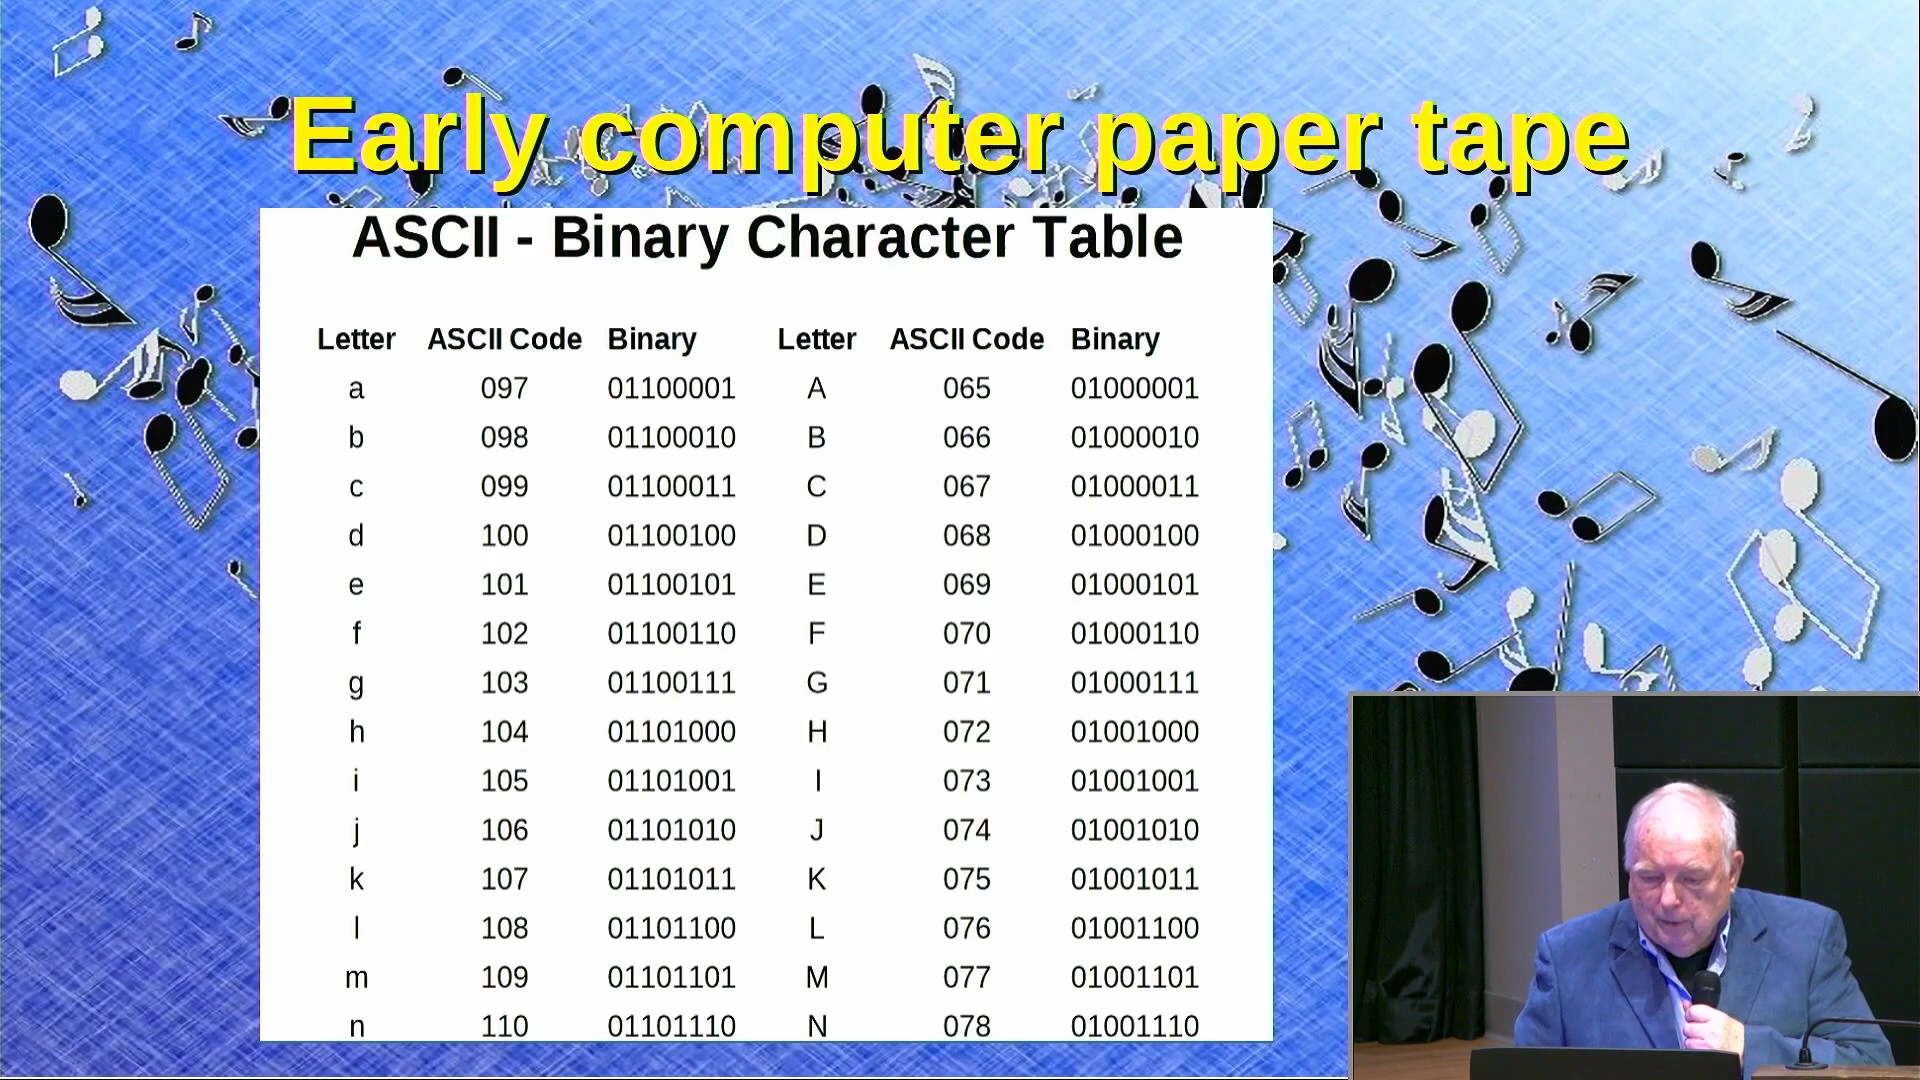 Early computer paper tape
ASCII - Binary Character Table
Letter ASCII Code Binary Letter ASCII Code Binary
a 097 01100001 A 065 01000001
b 098 01100010 B 066 01000010
c 099 01100011 C 067 01000011
d 100 01100100 D 068 01000100
e 101 01100101 E 069 01000101
f 102 01100110 F 070 01000110
g 103 01100111 G 071 01000111
h 104 01101000 H 072 01001000
i 105 01101001 I 073 01001001
j 106 01101010 J 074 01001010
k 107 01101011 K 075 01001011
l 108 01101100 L 076 01001100
m 109 01101101 M 077 01001101
n 110 01101110 N 078 01001110